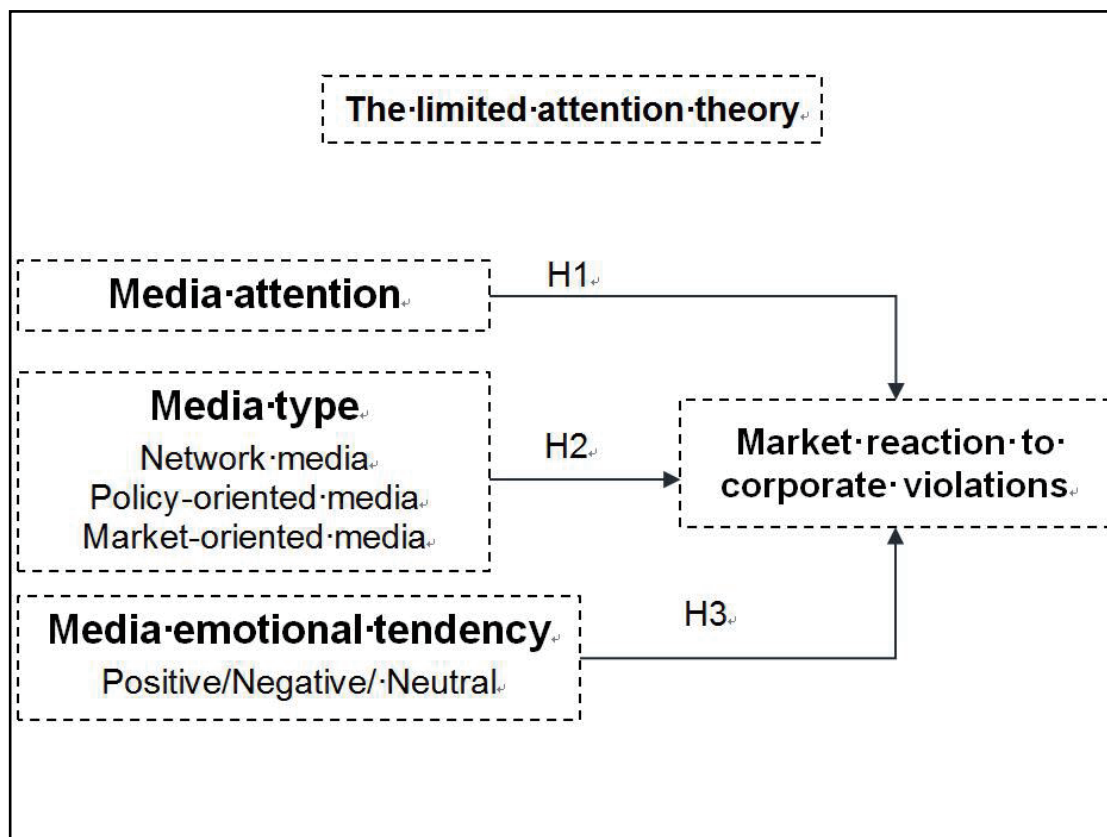 The·limited·attention·theory↵
Media·attention↵
H1↵
Media·type↵
Network·media↵
Policy-oriented·media↵
Market-oriented·media↵
H2↵
Market·reaction·to·
corporate·violations↵
Media·emotional·tendency↵
Positive/Negative/·Neutral↵
H3↵